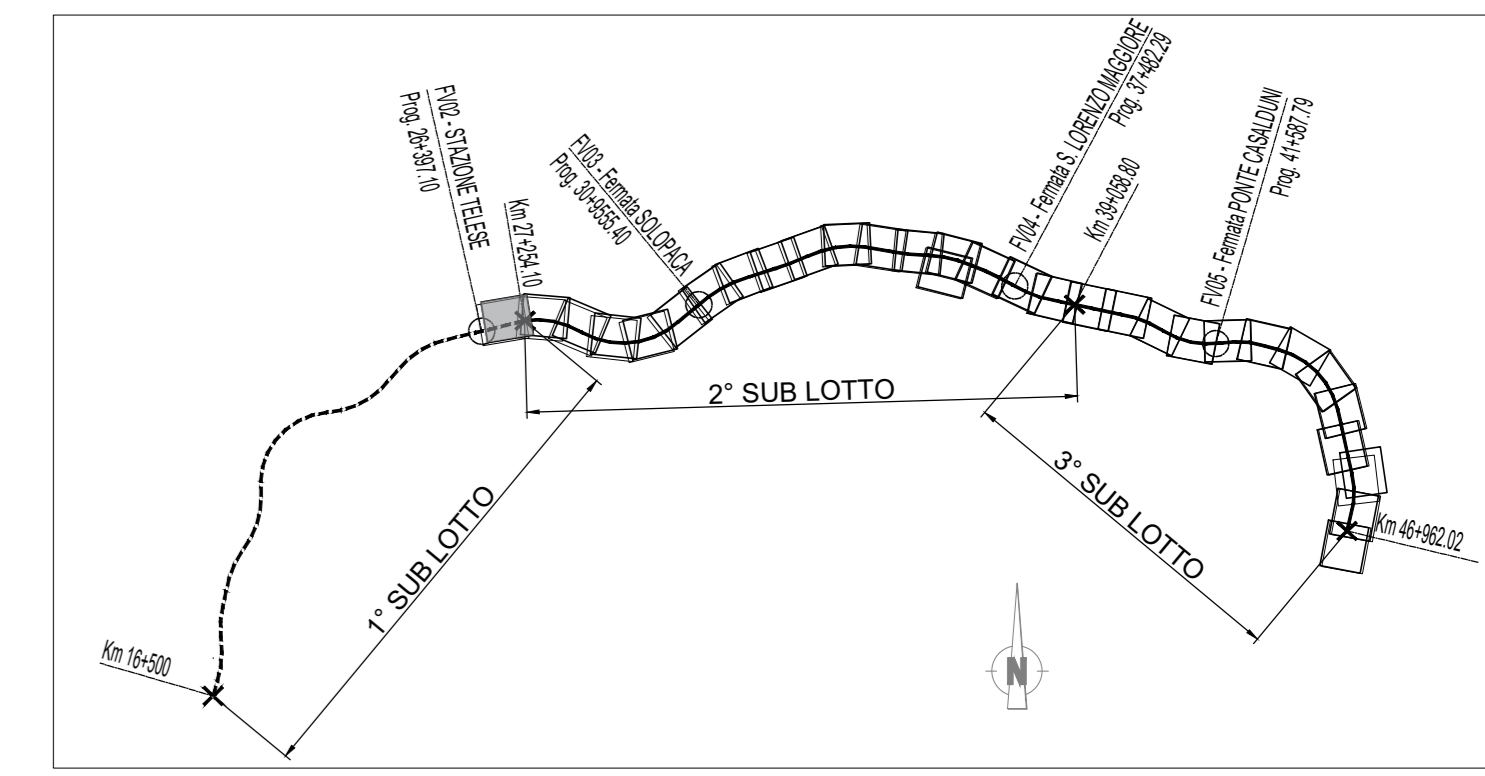 FV02 - STAZIONE TELESE
Prog. 26+397.10
Km 27+254.10
FV03 - Fermata SOLOPACA
Prog. 30+9555.40
FV04 - Fermata S. LORENZO MAGGIORE
Prog. 37+482.29
Km 39+058.80
FV05 - Fermata PONTE CASALDUNI
Prog. 41+587.79
2° SUB LOTTO
1° SUB LOTTO
3° SUB LOTTO
Km 46+962.02
Km 16+500
N